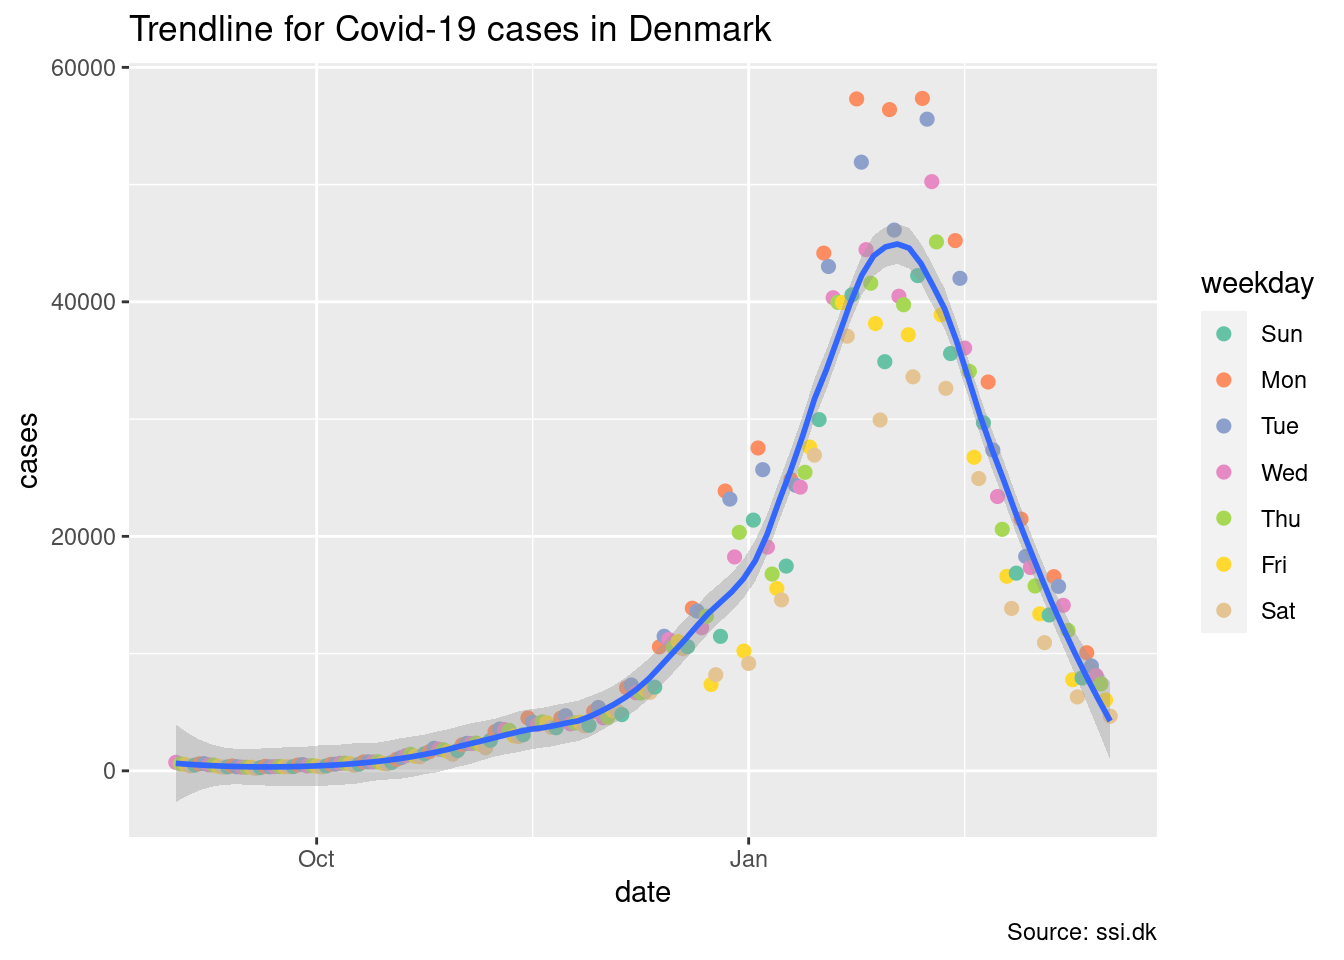 Trendline for Covid-19 cases in Denmark
60000
40000
20000
0
cases
Oct
Jan
date
weekday
Sun
Mon
Tue
Wed
Thu
Fri
Sat
Source: ssi.dk